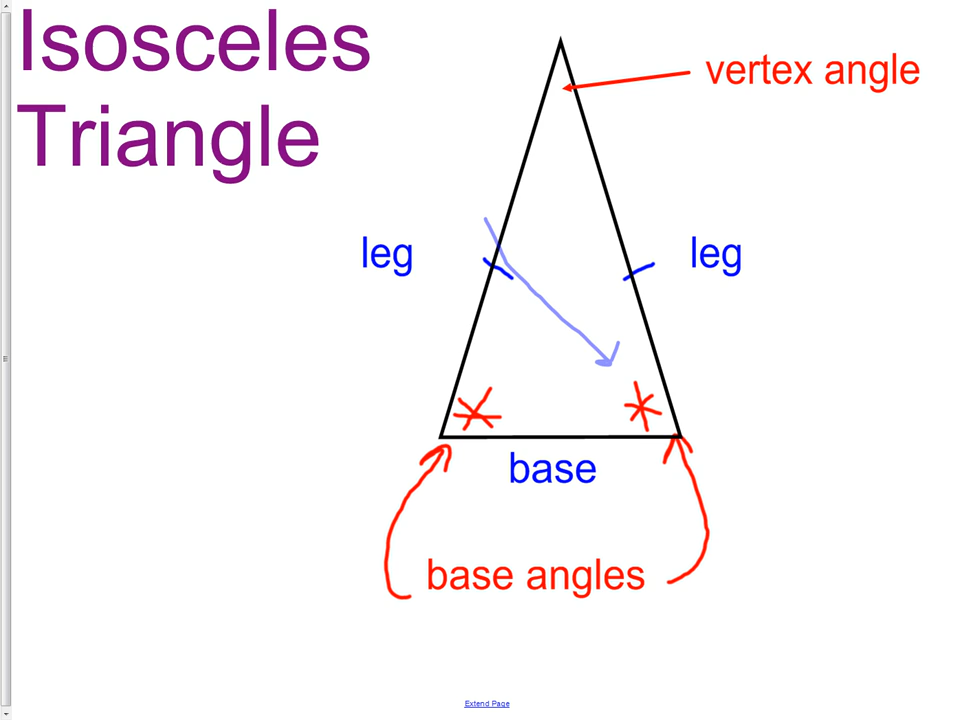 Isosceles
Triangle
vertex angle
leg
leg
base
base angles
Extend Page